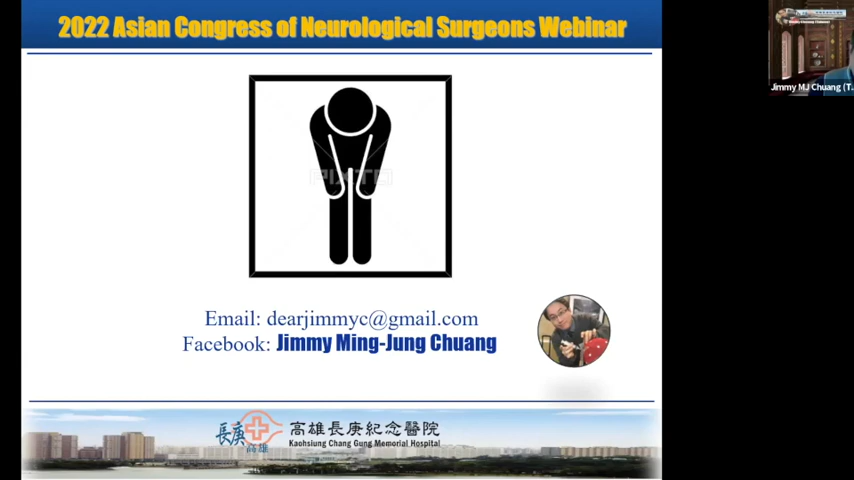 2022 Asian Congress of Neurological Surgeons Webinar
PIXTA
Email: dearjimmyc@gmail.com
Facebook: Jimmy Ming-Jung Chuang
長庚
高雄
高雄長庚紀念醫院
Kaohsiung Chang Gung Memorial Hospital
Jimmy MJ Chuang (T...